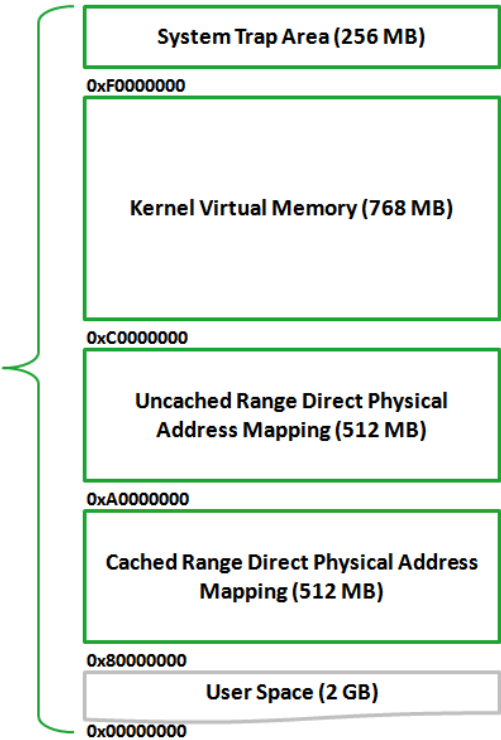 System Trap Area (256 MB)
0xF0000000
Kernel Virtual Memory (768 MB)
0xC0000000
Uncached Range Direct Physical
Address Mapping (512 MB)
0xA0000000
Cached Range Direct Physical Address
Mapping (512 MB)
0x80000000
User Space (2 GB)
0x00000000